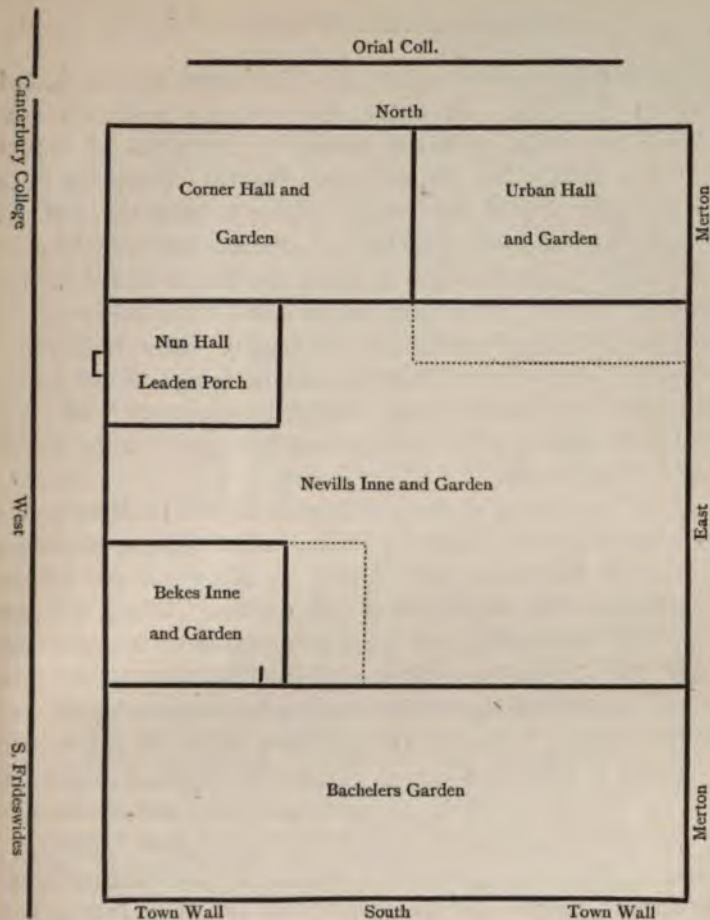 Orial Coll.
North
Canterbury College
Corner Hall and
Garden
Urban Hall
and Garden
Merton
Nun Hall
Leaden Porch
Nevills Inne and Garden
West
East
Bekes Inne
and Garden
S. Frideswides
Bachelers Garden
Merton
Town Wall
South
Town Wall